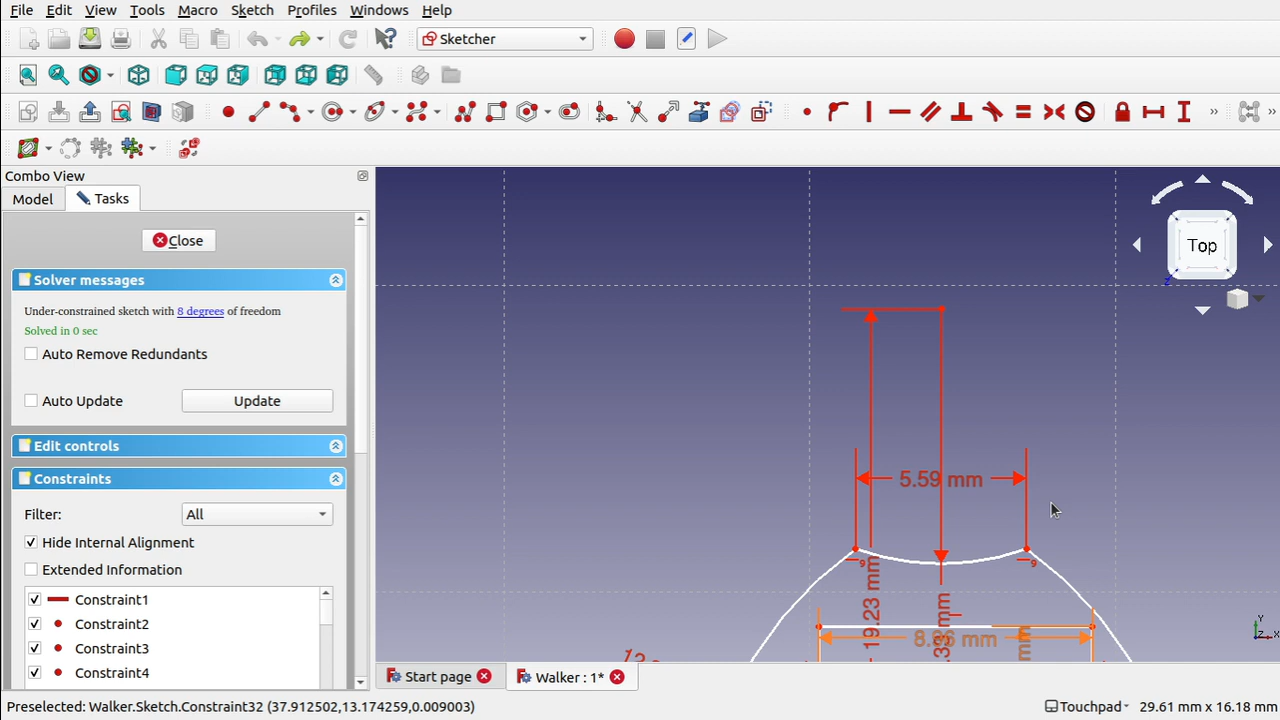 File Edit View Tools Macro Sketch Profiles Windows Help
Sketcher
Combo View
Model Tasks
Close
Solver messages
Under-constrained sketch with 8 degrees of freedom
Solved in 0 sec
Auto Remove Redundants
Auto Update Update
Edit controls
Constraints
Filter: All
Hide Internal Alignment
Extended Information
Constraint1
Constraint2
Constraint3
Constraint4
Top
5.59 mm
19.23 mm
mm
mm
Y
Z X
Start page Walker : 1*
Preselected: Walker.Sketch.Constraint32 (37.912502,13.174259,0.009003) Touchpad 29.61 mm x 16.18 mm